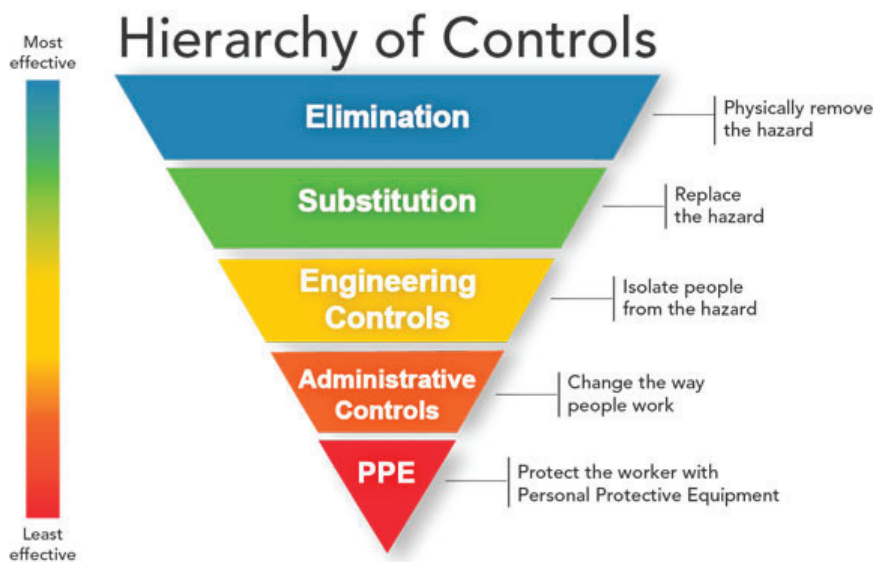 Hierarchy of Controls
Most
effective
Elimination
Physically remove
the hazard
Substitution
Replace
the hazard
Engineering
Controls
Isolate people
from the hazard
Administrative
Controls
Change the way
people work
PPE
Protect the worker with
Personal Protective Equipment
Least
effective